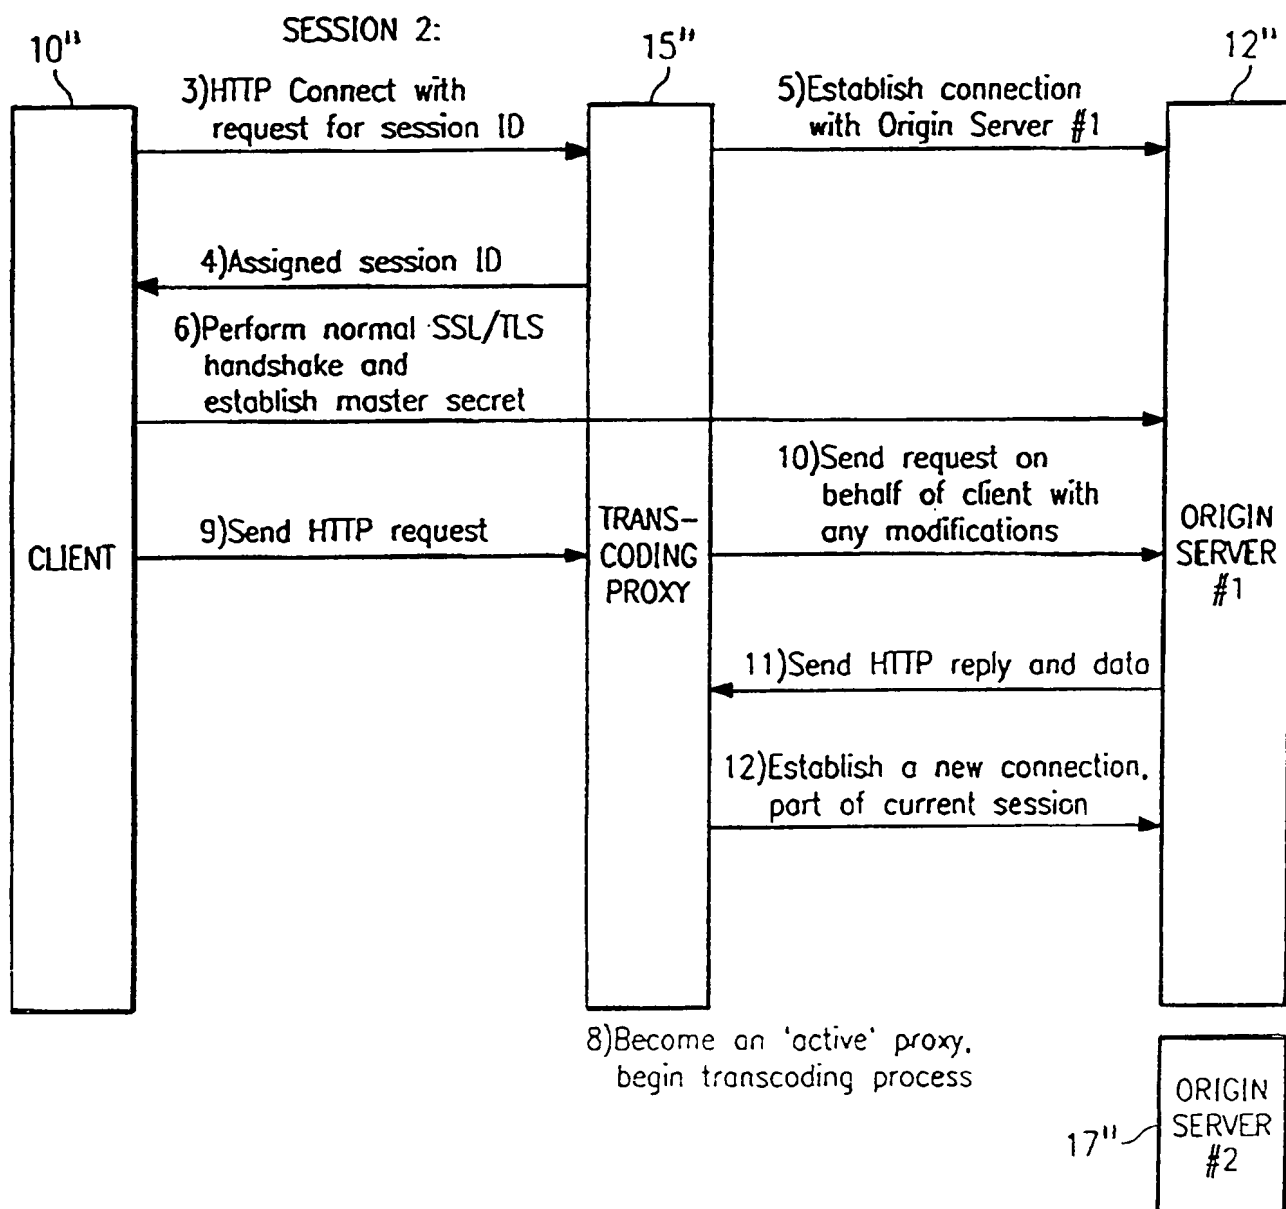 SESSION 2:
10"
15"
12"
3)HTTP Connect with
request for session ID
5)Establish connection
with Origin Server #1
4)Assigned session ID
6)Perform normal SSL/TLS
handshake and
establish master secret
10)Send request on
behalf of client with
any modifications
9)Send HTTP request
CLIENT
TRANS-
CODING
PROXY
ORIGIN
SERVER
#1
11)Send HTTP reply and data
12)Establish a new connection,
part of current session
8)Become an 'active' proxy,
begin transcoding process
17"
ORIGIN
SERVER
#2